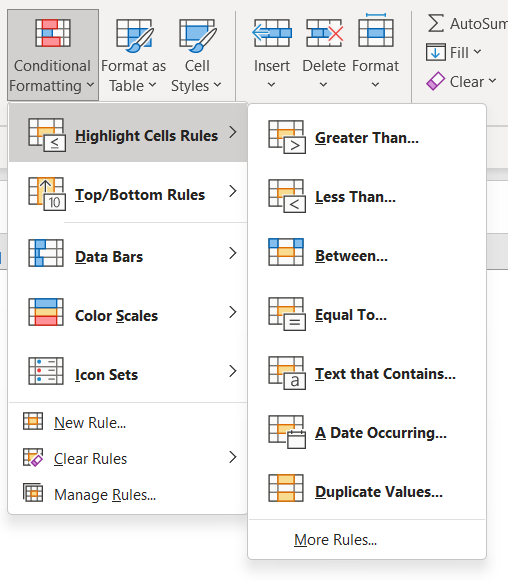 AutoSum
Conditional
Formatting
Format as
Table
Cell
Styles
Insert
Delete
Format
Fill
Clear
Highlight Cells Rules
Top/Bottom Rules
10
Data Bars
Color Scales
Icon Sets
New Rule...
Clear Rules
Manage Rules...
Greater Than...
Less Than...
Between...
Equal To...
a
Text that Contains...
A Date Occurring...
Duplicate Values...
More Rules...